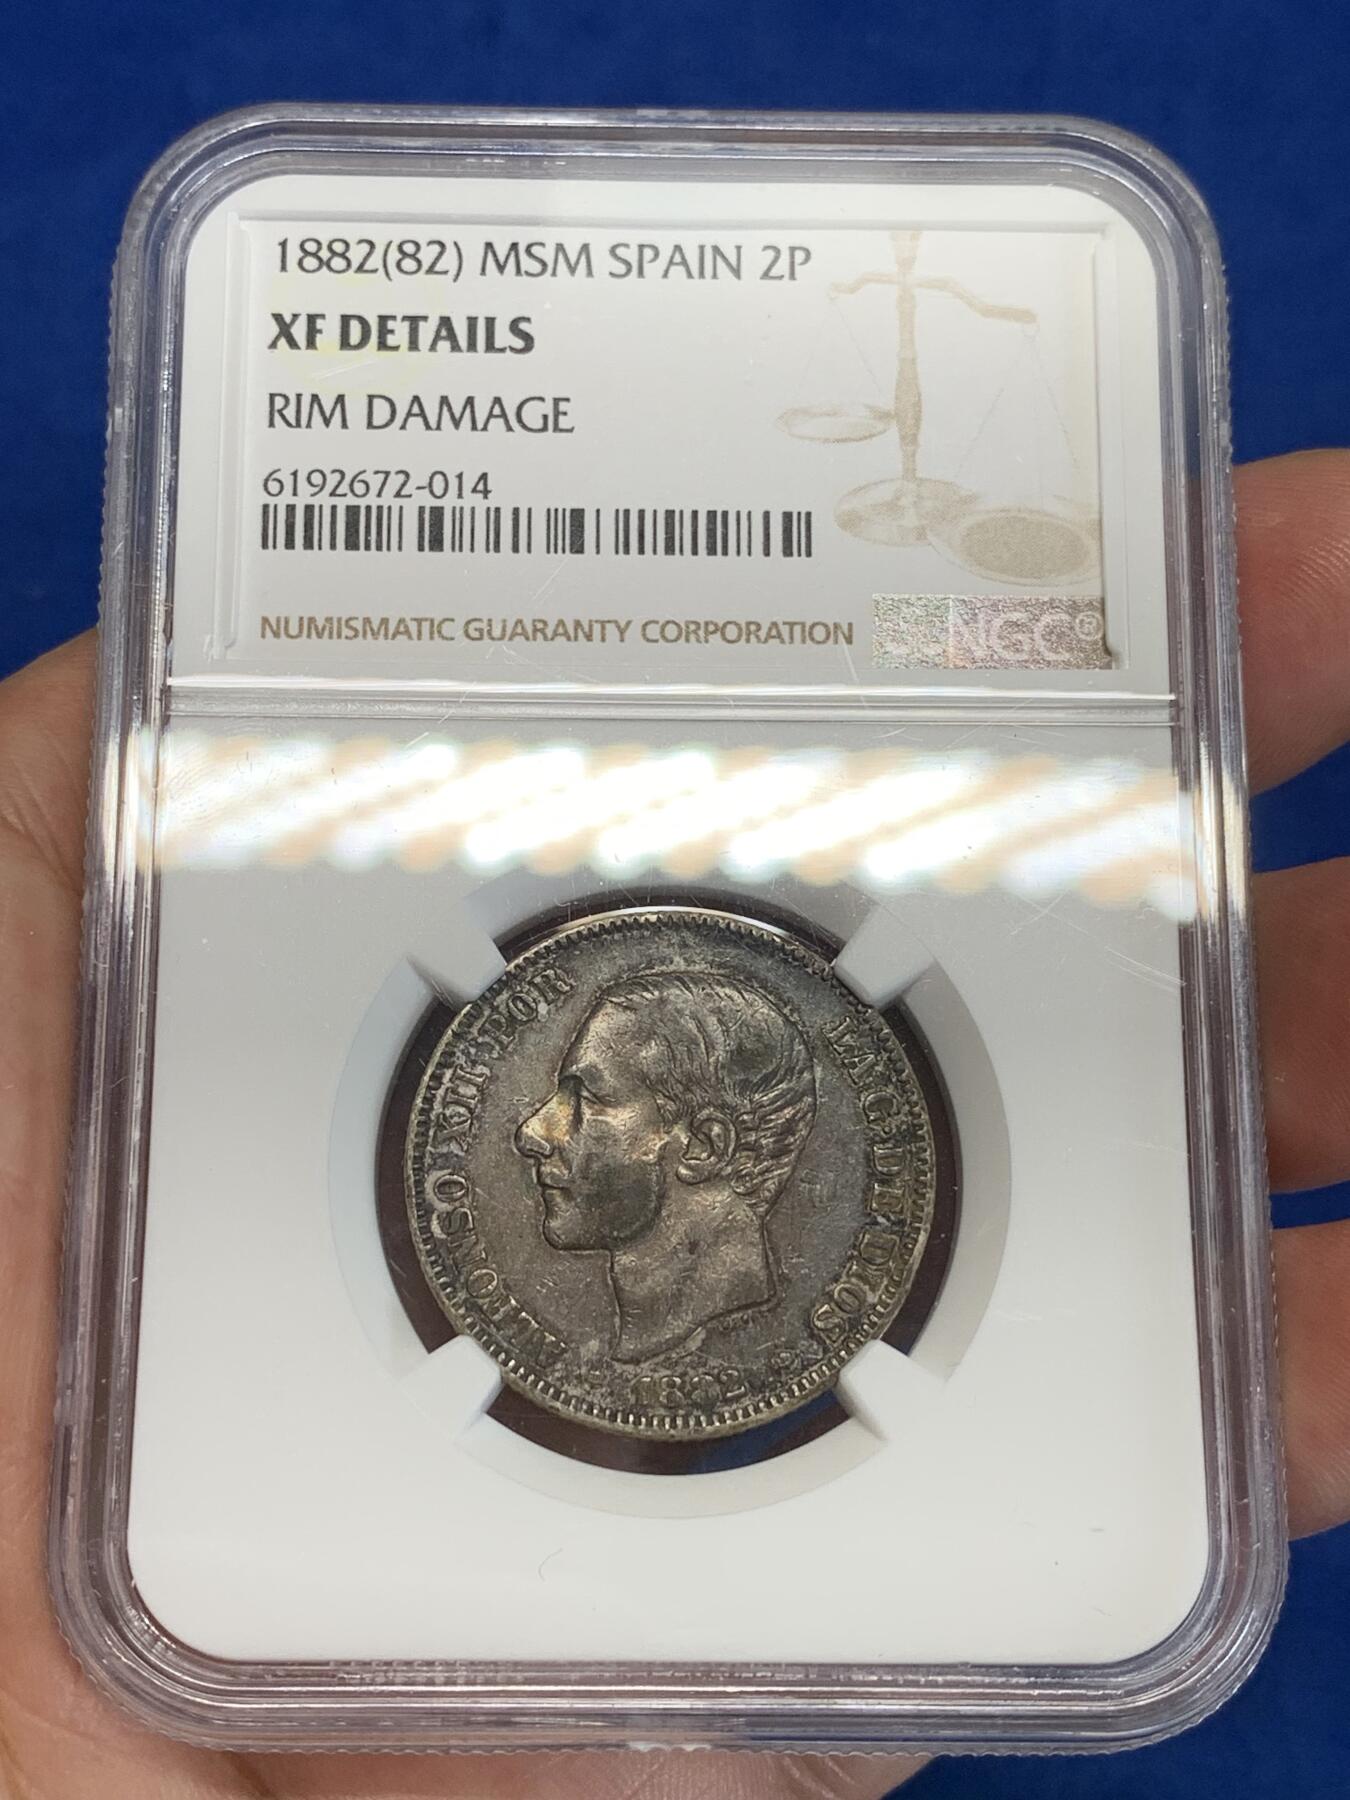 1882(82) MSM SPAIN 2P
XF DETAILS
RIM DAMAGE
6192672-014
NUMISMATIC GUARANTY CORPORATION
NGC®
ALFONSO XII POR LA G. DE DIOS
1882